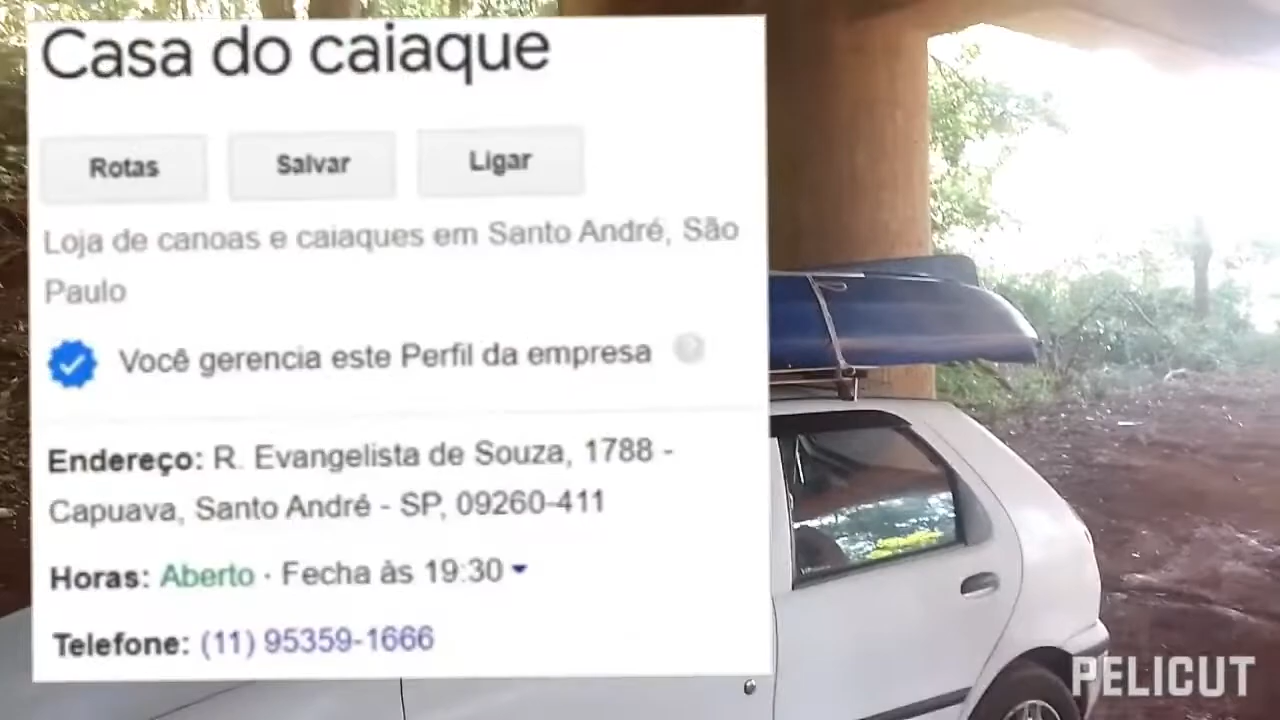 Casa do caiaque
Rotas
Salvar
Ligar
Loja de canoas e caiaques em Santo André, São
Paulo
Você gerencia este Perfil da empresa
?
Endereço: R. Evangelista de Souza, 1788 -
Capuava, Santo André - SP, 09260-411
Horas: Aberto · Fecha às 19:30
Telefone: (11) 95359-1666
PELICUT